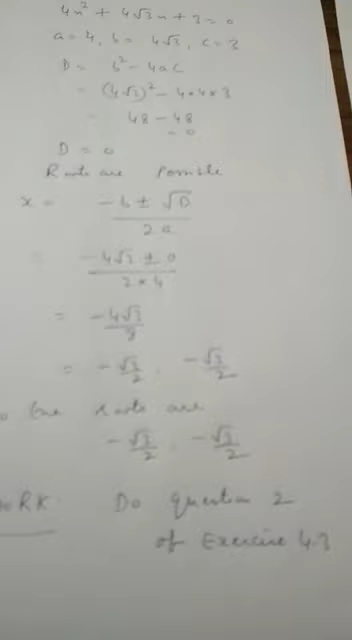 4x² + 4√3x + 3 = 0
a = 4, b = 4√3, c = 3
D = b² - 4ac
= (4√3)² - 4×4×3
= 48 - 48
= 0
D = 0
Roots are Possible
x = -b ± √D / 2a
= -4√3 ± 0 / 2×4
= -4√3/8
= -√3/2, -√3/2
So the Roots are
-√3/2, -√3/2
Do question 2
of Exercise 4.3